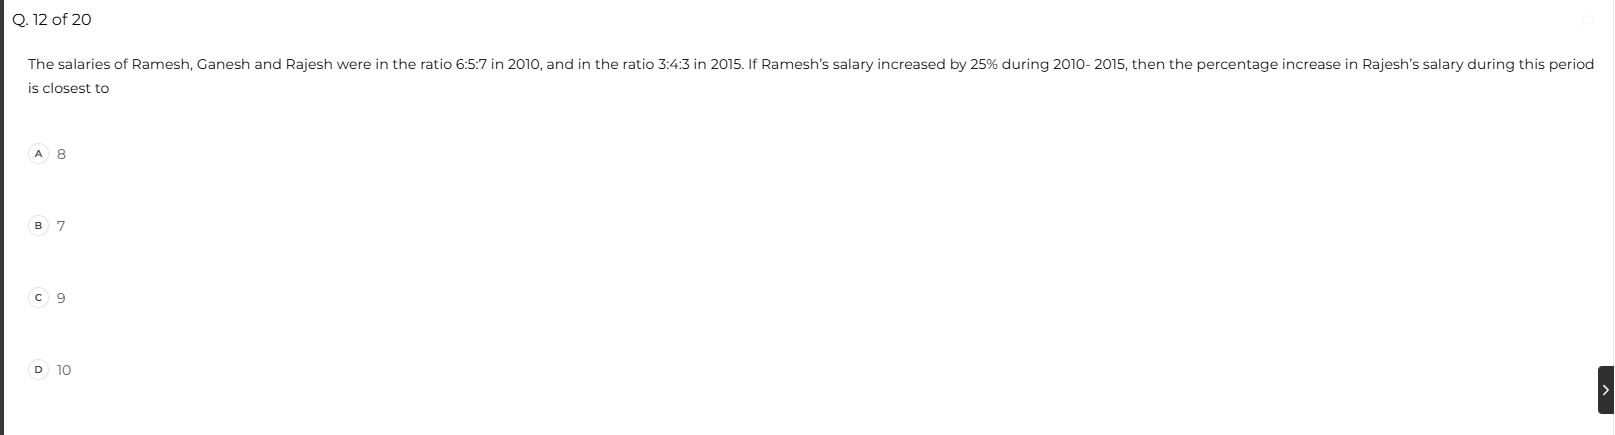 Q. 12 of 20
The salaries of Ramesh, Ganesh and Rajesh were in the ratio 6:5:7 in 2010, and in the ratio 3:4:3 in 2015. If Ramesh's salary increased by 25% during 2010- 2015, then the percentage increase in Rajesh's salary during this period
is closest to
A 8
B 7
C 9
D 10